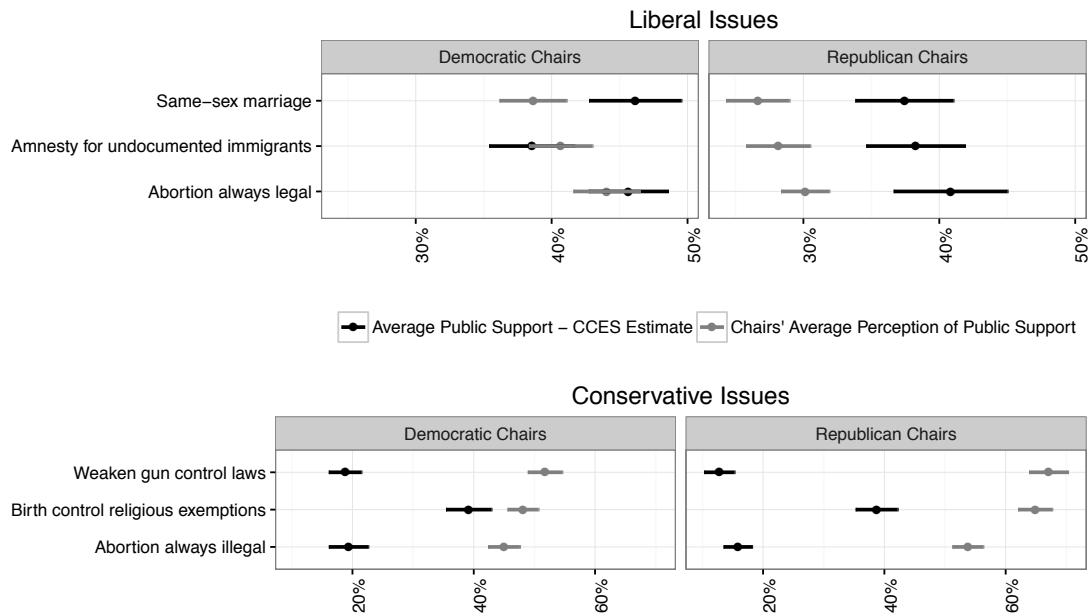 Liberal Issues
Democratic Chairs
Republican Chairs
Same−sex marriage
Amnesty for undocumented immigrants
Abortion always legal
30%
40%
50%
30%
40%
50%
Average Public Support − CCES Estimate
Chairs' Average Perception of Public Support
Conservative Issues
Democratic Chairs
Republican Chairs
Weaken gun control laws
Birth control religious exemptions
Abortion always illegal
20%
40%
60%
20%
40%
60%